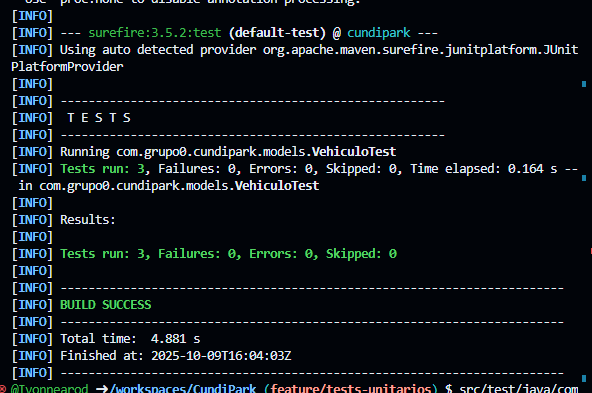 use 'proc:none' to disable annotation processing.
[INFO]
[INFO] --- surefire:3.5.2:test (default-test) @ cundipark ---
[INFO] Using auto detected provider org.apache.maven.surefire.junitplatform.JUnit
PlatformProvider
[INFO]
[INFO] -------------------------------------------------------
[INFO]  T E S T S
[INFO] -------------------------------------------------------
[INFO] Running com.grupo0.cundipark.models.VehiculoTest
[INFO] Tests run: 3, Failures: 0, Errors: 0, Skipped: 0, Time elapsed: 0.164 s --
 in com.grupo0.cundipark.models.VehiculoTest
[INFO]
[INFO] Results:
[INFO]
[INFO] Tests run: 3, Failures: 0, Errors: 0, Skipped: 0
[INFO]
[INFO] ------------------------------------------------------------------------
[INFO] BUILD SUCCESS
[INFO] ------------------------------------------------------------------------
[INFO] Total time:  4.881 s
[INFO] Finished at: 2025-10-09T16:04:03Z
[INFO] ------------------------------------------------------------------------
@Ivonnearod ➜/workspaces/CundiPark (feature/tests-unitarios) $ src/test/java/com